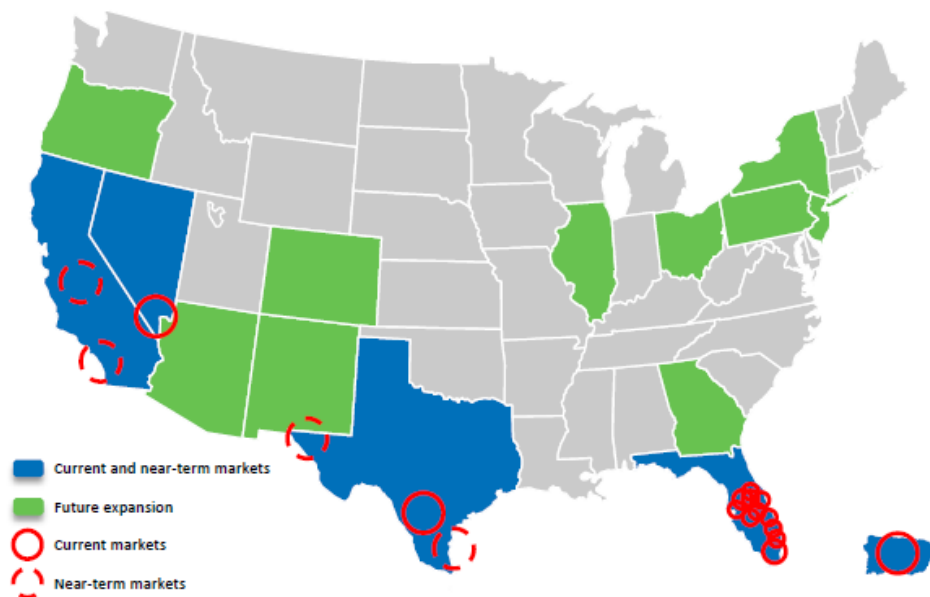 Current and near-term markets
Future expansion
Current markets
Near-term markets